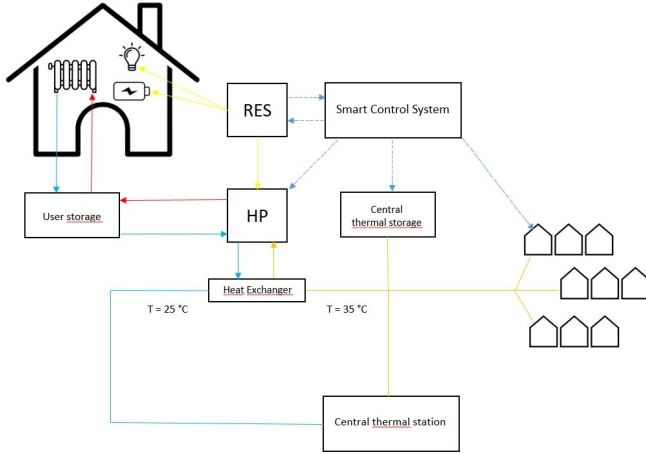 RES
Smart Control System
User storage
HP
Central
thermal storage
Heat Exchanger
T = 25 °C
T = 35 °C
Central thermal station